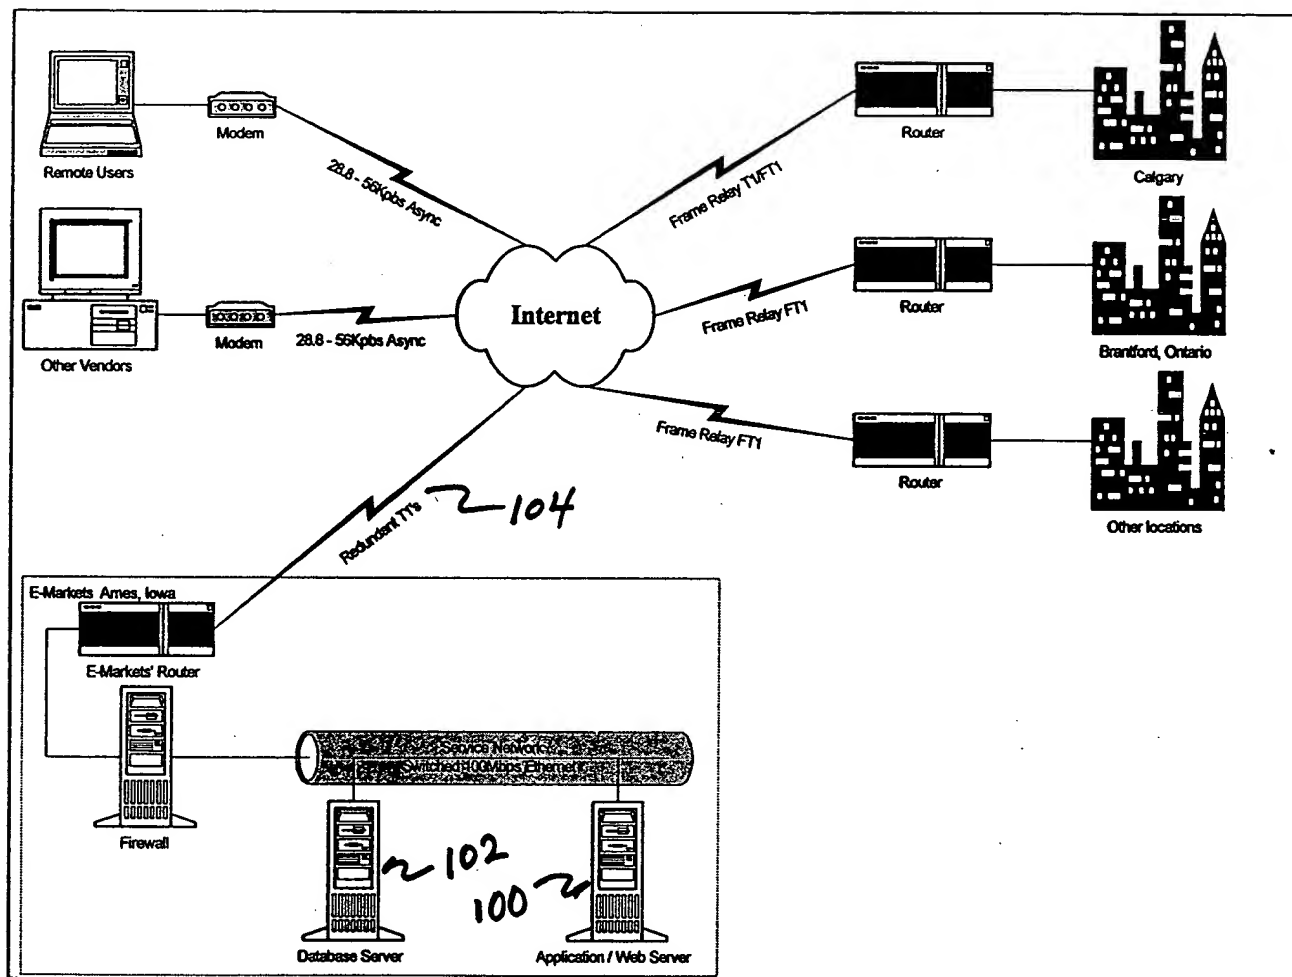 Remote Users
Modem
28.8 - 56Kpbs Async
Other Vendors
Modem
28.8 - 56Kpbs Async
Internet
Frame Relay T1/FT1
Router
Calgary
Frame Relay FT1
Router
Brantford, Ontario
Frame Relay FT1
Router
Other locations
Redundant T1's
104
E-Markets Ames, Iowa
E-Markets' Router
Firewall
Service Network
Switched 100Mbps Ethernet
102
100
Database Server
Application / Web Server